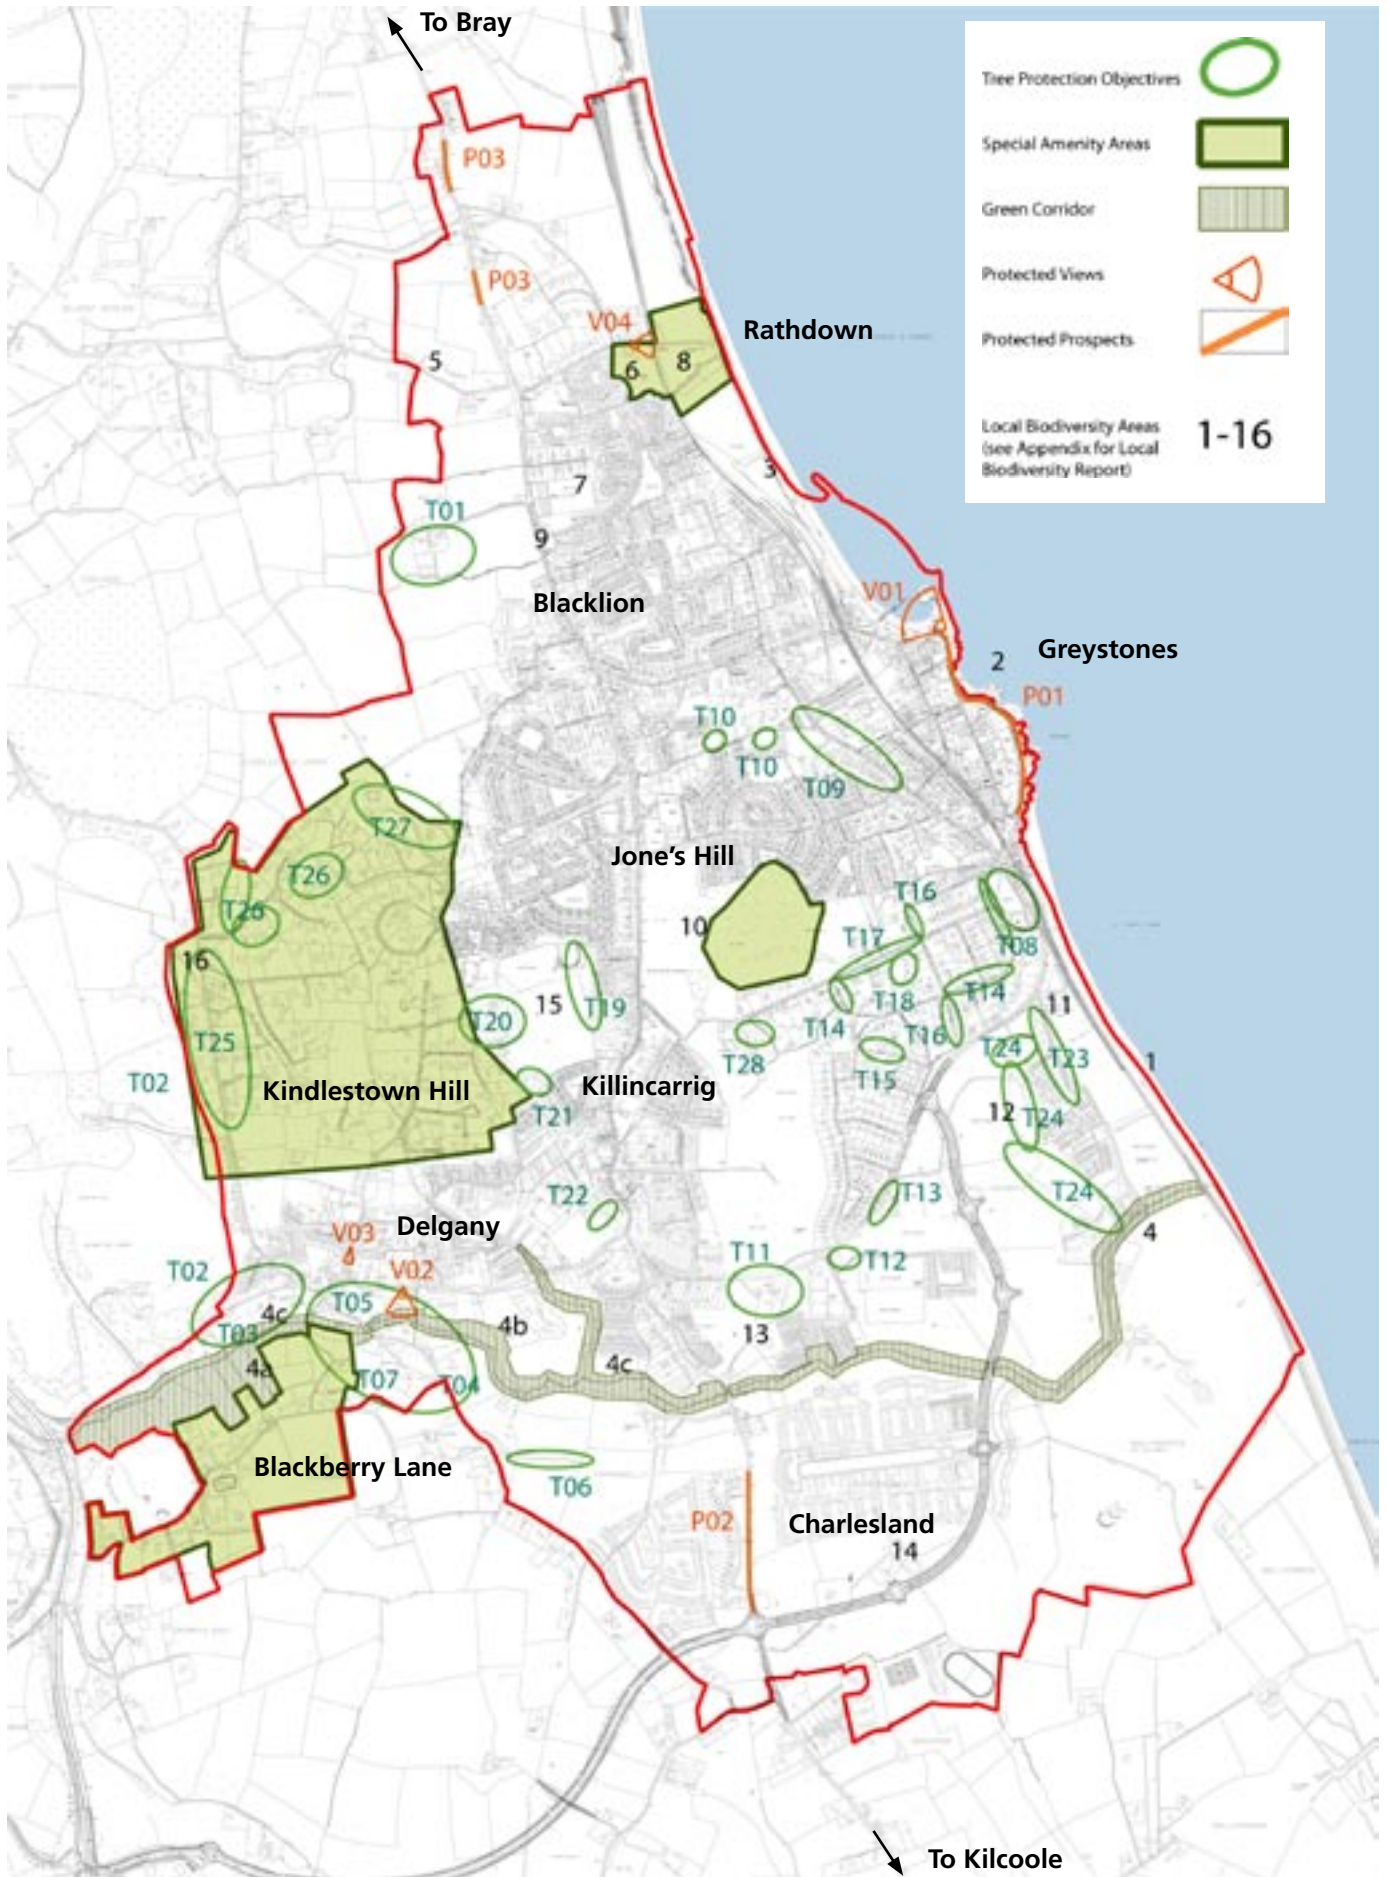 To Bray
Tree Protection Objectives
Special Amenity Areas
Green Corridor
Protected Views
Protected Prospects
Local Biodiversity Areas
(see Appendix for Local
Biodiversity Report)
1-16
P03
P03
V04
Rathdown
5
6
8
3
7
T01
9
Blacklion
V01
2
Greystones
P01
T10
T10
T09
T27
Jone's Hill
T26
T26
T16
10
T17
T08
16
T18
T14
15
T19
T20
T14
T16
11
T25
T28
T15
T24
T23
1
T02
Kindlestown Hill
Killincarrig
T21
12
T24
T22
T13
T24
Delgany
V03
4
T11
T12
T02
V02
T05
4c
T03
4b
13
4a
4c
T07
T04
Blackberry Lane
T06
P02
Charlesland
14
To Kilcoole